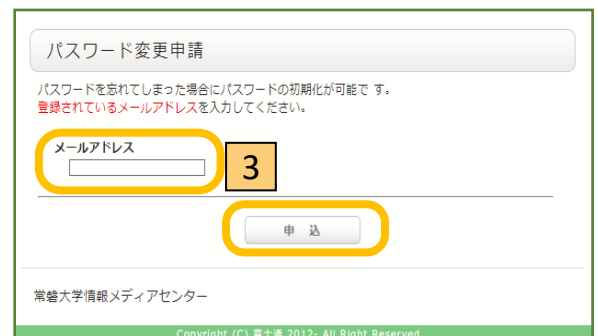 パスワード変更申請
パスワードを忘れてしまった場合にパスワードの初期化が可能で す。
登録されているメールアドレスを入力してください。
メールアドレス
3
申 込
常磐大学情報メディアセンター
Copyright (C) 富士通 2012- All Right Reserved.